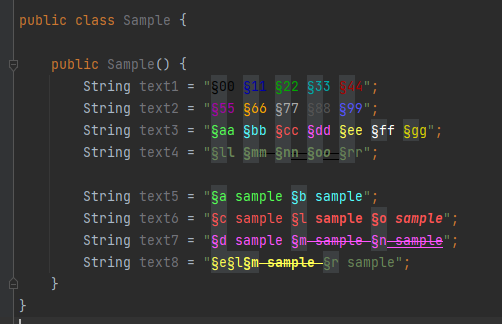 public class Sample {
public Sample() {
String text1 = "§00 §11 §22 §33 §44";
String text2 = "§55 §66 §77 §88 §99";
String text3 = "§aa §bb §cc §dd §ee §ff §gg";
String text4 = "§ll §mm §nn §oo §rr";
String text5 = "§a sample §b sample";
String text6 = "§c sample §l sample §o sample";
String text7 = "§d sample §m sample §n sample";
String text8 = "§e§l§m sample §r sample";
}
}